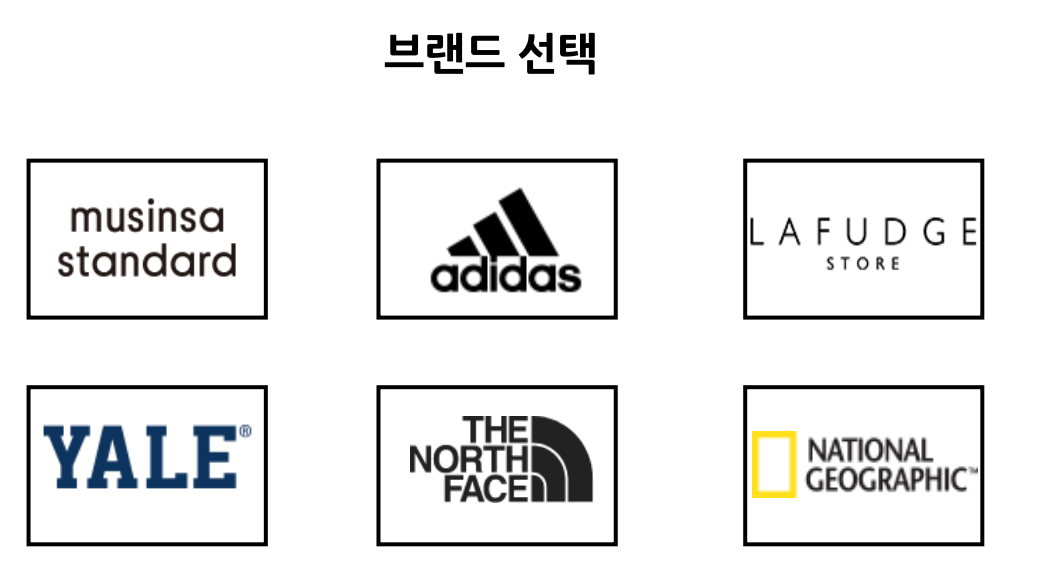 브랜드 선택
musinsa
standard
adidas
LAFUDGE
STORE
YALE®
THE
NORTH
FACE
NATIONAL
GEOGRAPHIC™